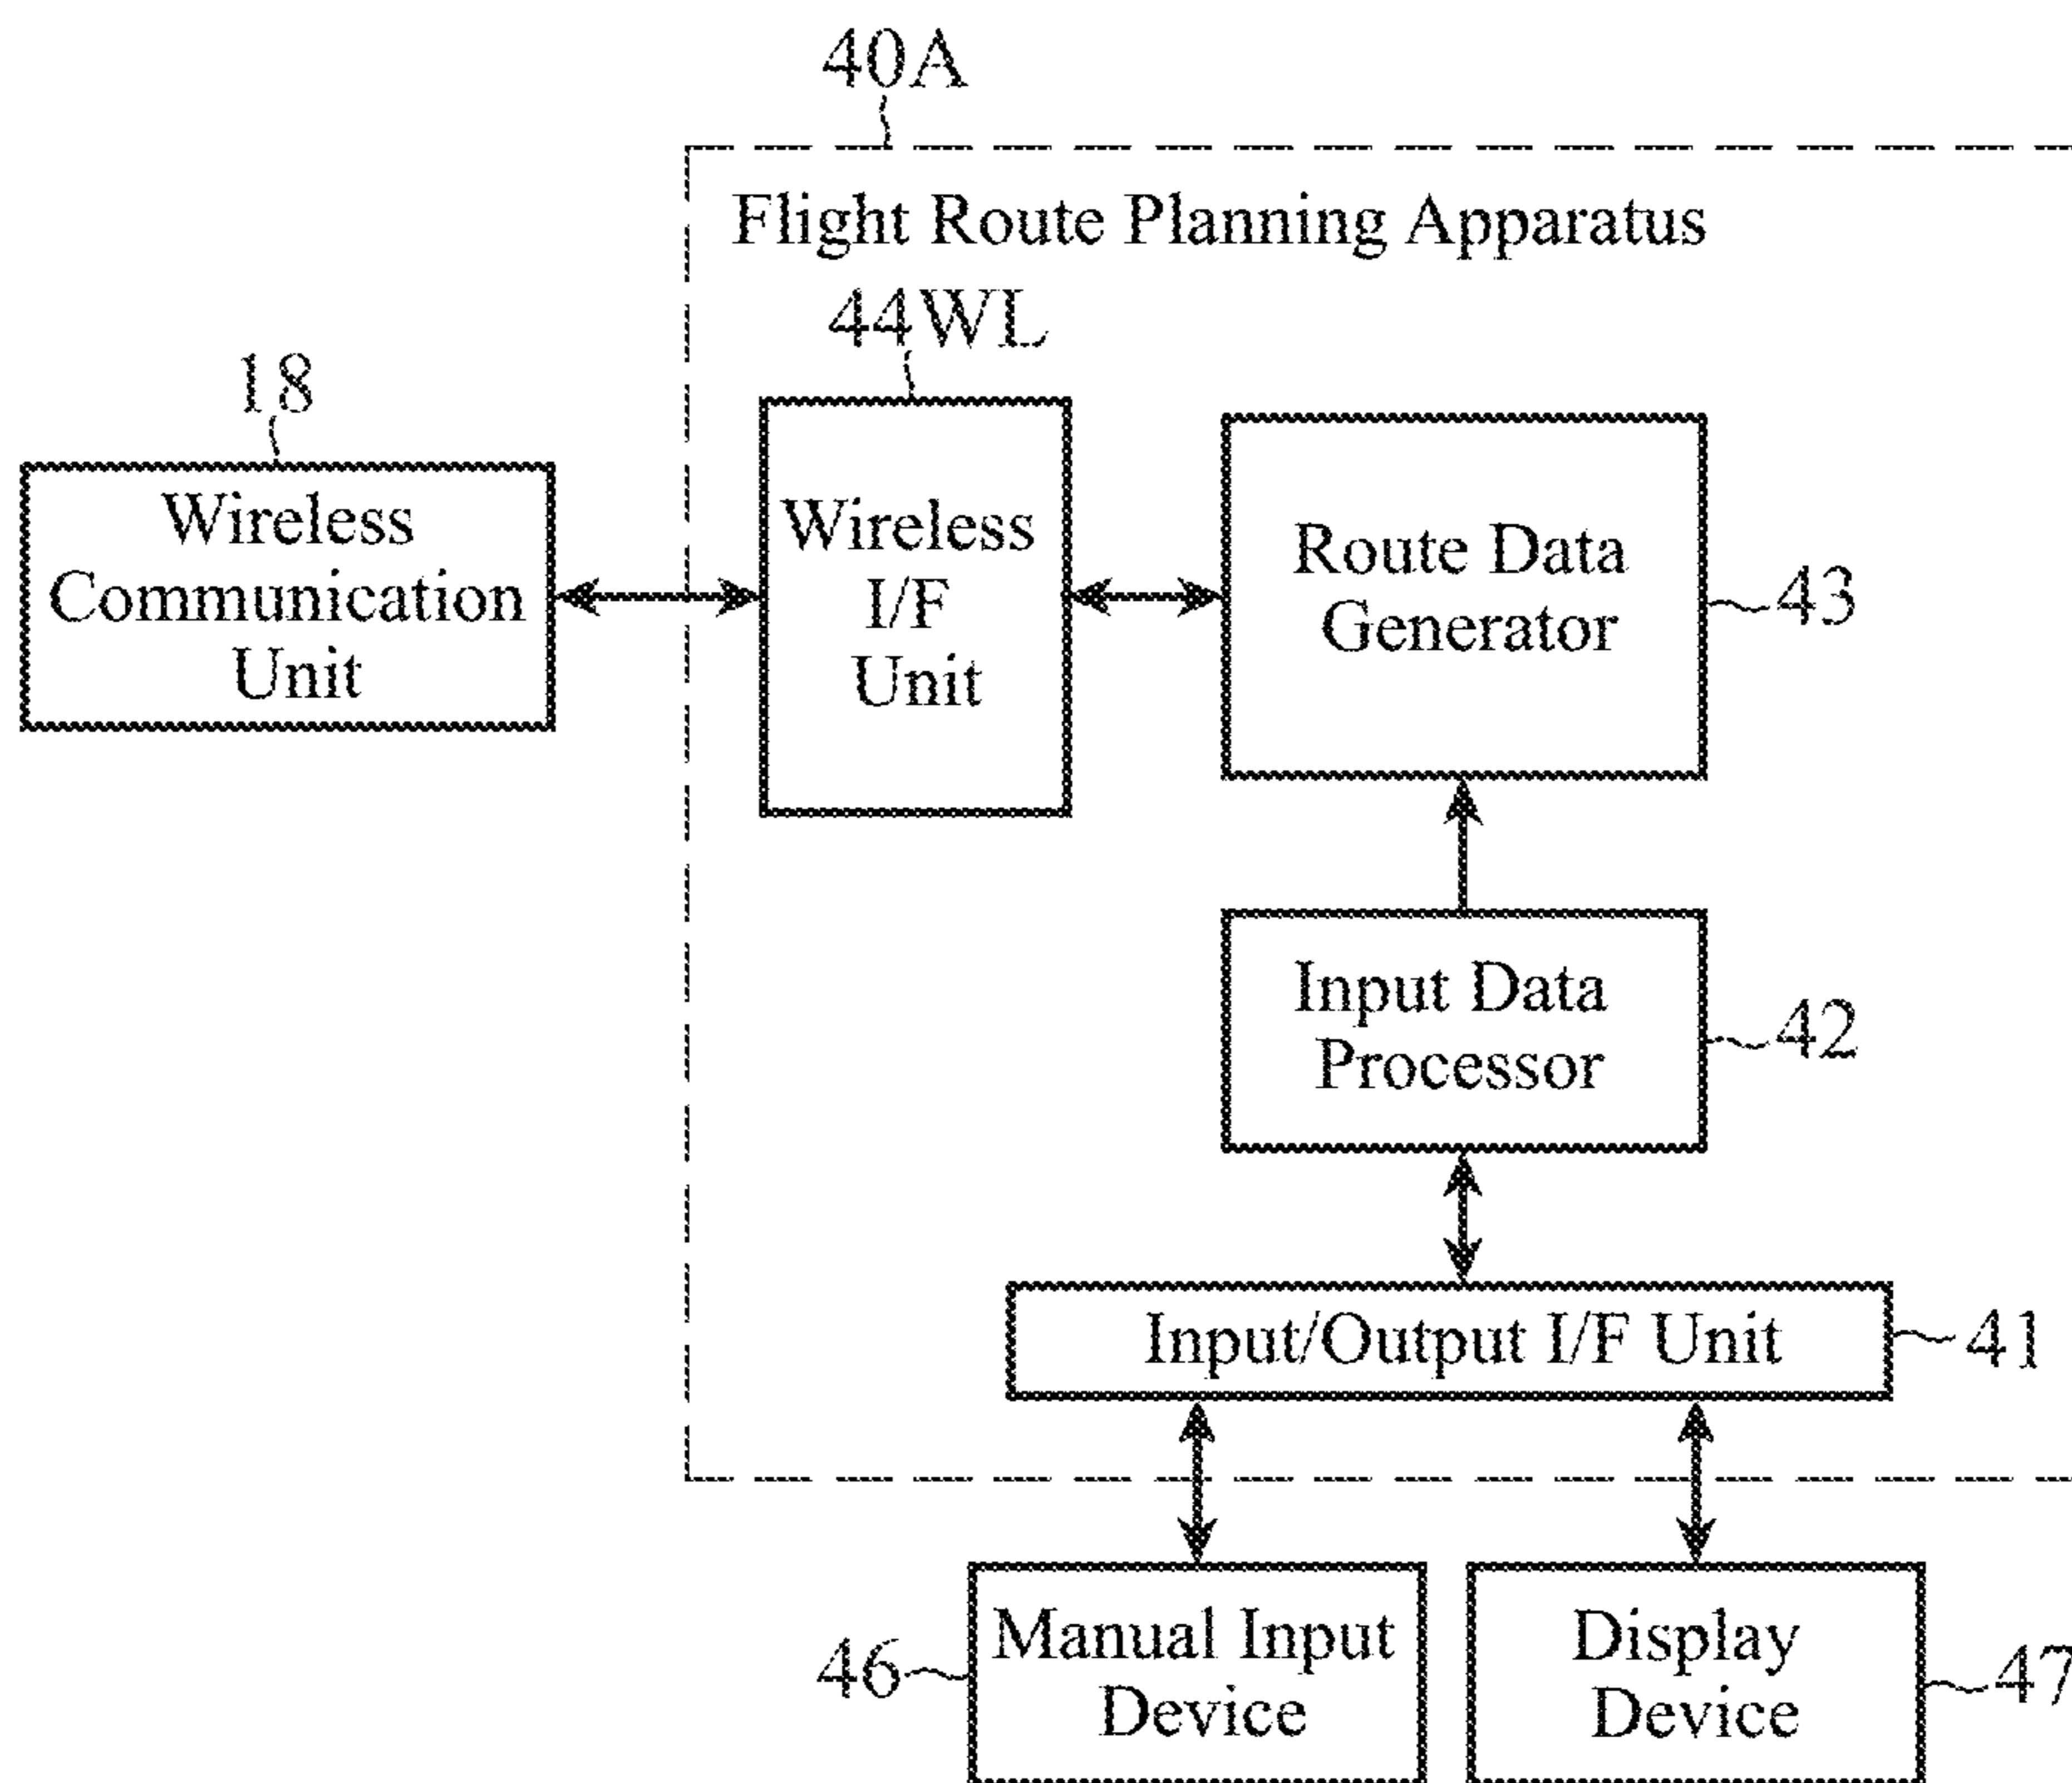 40A
Flight Route Planning Apparatus
44WL
18
Wireless
Communication
Unit
Wireless
I/F
Unit
Route Data
Generator
43
Input Data
Processor
42
Input/Output I/F Unit
41
46
Manual Input
Device
Display
Device
47